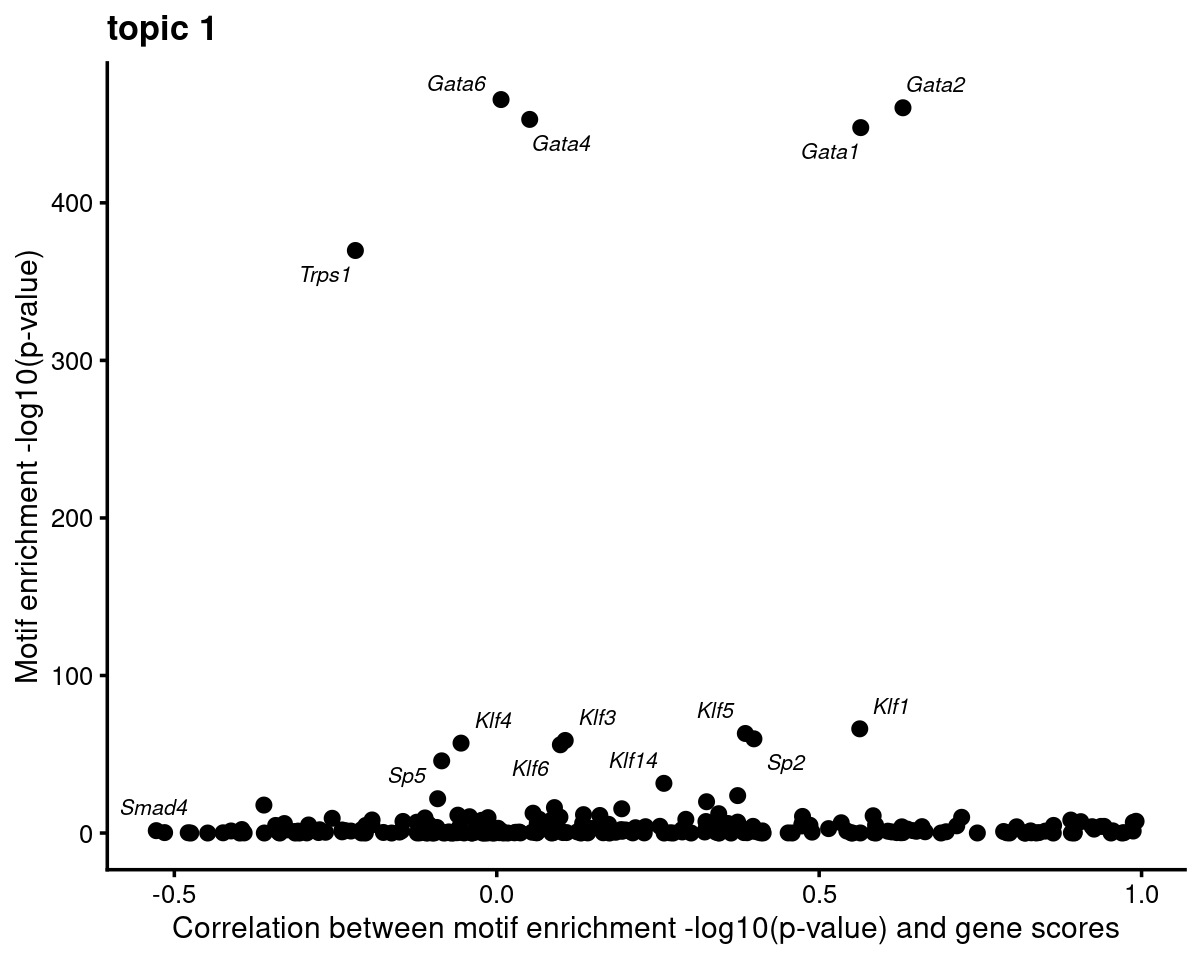 topic 1
Gata6
Gata2
Gata4
Gata1
400
Trps1
300
Motif enrichment -log10(p-value)
200
100
Klf4
Klf3
Klf5
Klf1
Sp5
Klf6
Klf14
Sp2
Smad4
0
-0.5
0.0
0.5
1.0
Correlation between motif enrichment -log10(p-value) and gene scores